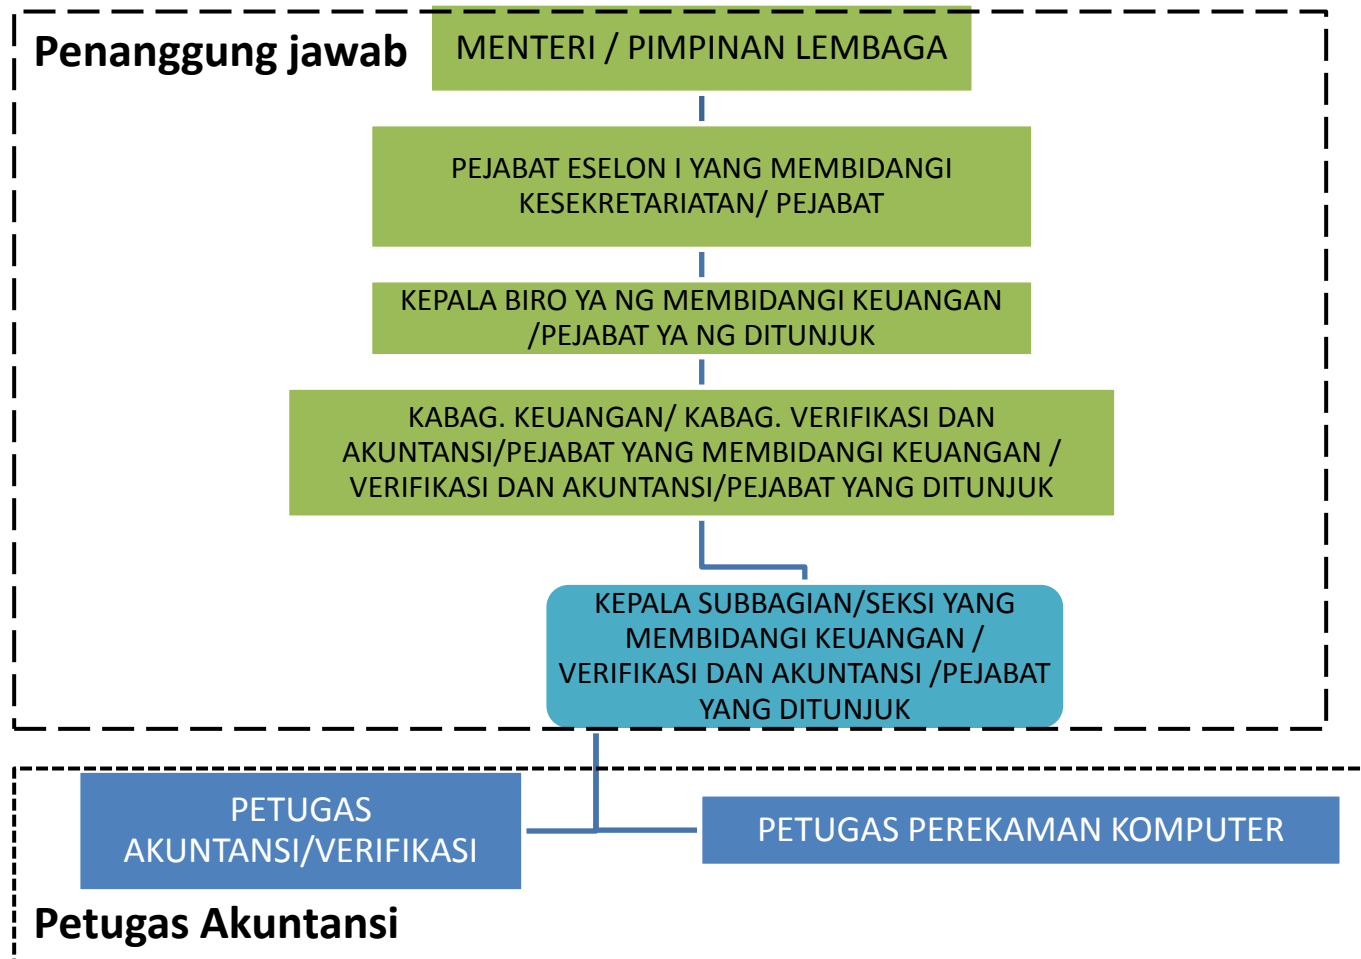 Penanggung jawab
MENTERI / PIMPINAN LEMBAGA
PEJABAT ESELON I YANG MEMBIDANGI
KESEKRETARIATAN/ PEJABAT
KEPALA BIRO YA NG MEMBIDANGI KEUANGAN
/PEJABAT YA NG DITUNJUK
KABAG. KEUANGAN/ KABAG. VERIFIKASI DAN
AKUNTANSI/PEJABAT YANG MEMBIDANGI KEUANGAN /
VERIFIKASI DAN AKUNTANSI/PEJABAT YANG DITUNJUK
KEPALA SUBBAGIAN/SEKSI YANG
MEMBIDANGI KEUANGAN /
VERIFIKASI DAN AKUNTANSI /PEJABAT
YANG DITUNJUK
PETUGAS
AKUNTANSI/VERIFIKASI
PETUGAS PEREKAMAN KOMPUTER
Petugas Akuntansi